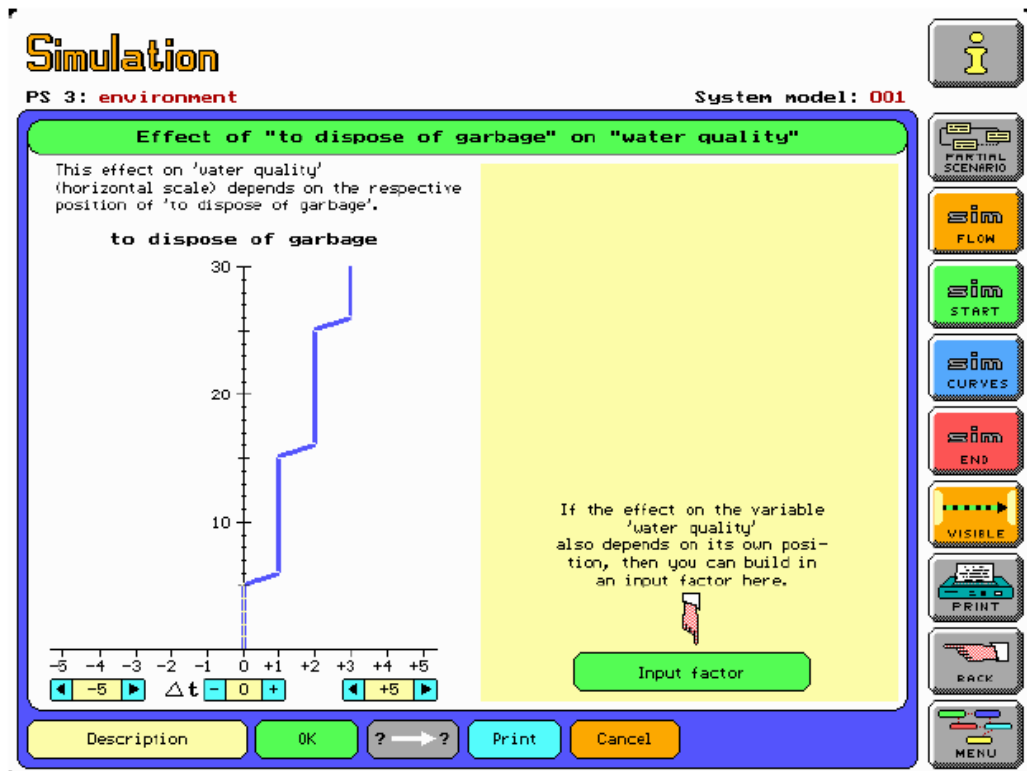 Simulation
PS 3: environment
System model: 001
Effect of "to dispose of garbage" on "water quality"
This effect on 'water quality'
(horizontal scale) depends on the respective
position of 'to dispose of garbage'.
to dispose of garbage
30
20
10
-5 -4 -3 -2 -1 0 +1 +2 +3 +4 +5
-5 Δt - 0 + +5
If the effect on the variable
'water quality'
also depends on its own posi-
tion, then you can build in
an input factor here.
Input factor
Description
OK
? ?
Print
Cancel
i
PARTIAL
SCENARIO
sim
FLOW
sim
START
sim
CURVES
sim
END
VISIBLE
PRINT
BACK
MENU